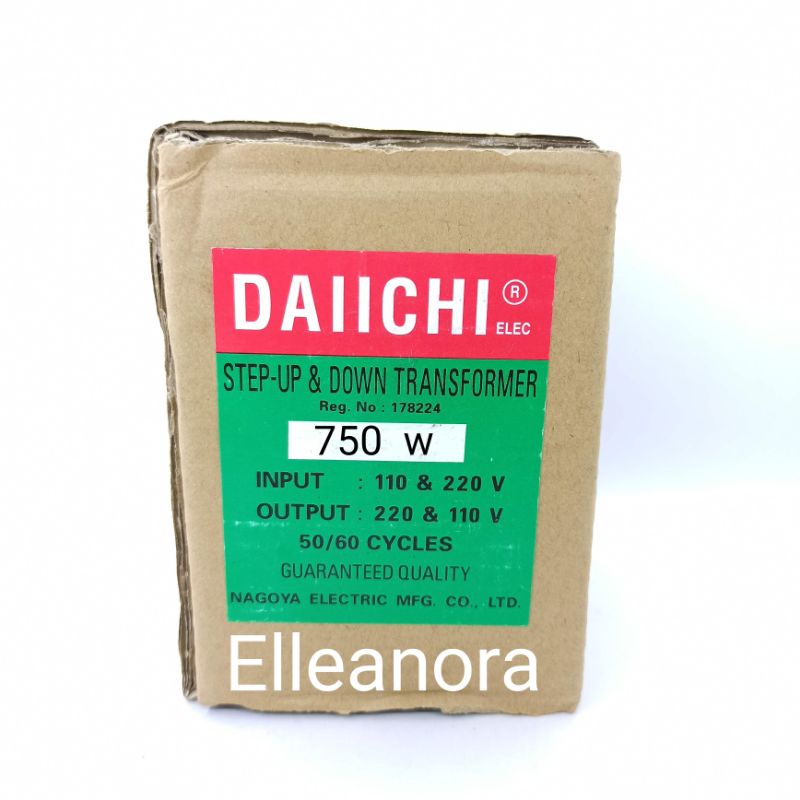 DAIICHI ®
ELEC
STEP-UP & DOWN TRANSFORMER
Reg. No : 178224
750 W
INPUT : 110 & 220 V
OUTPUT : 220 & 110 V
50/60 CYCLES
GUARANTEED QUALITY
NAGOYA ELECTRIC MFG. CO., LTD.
Elleanora